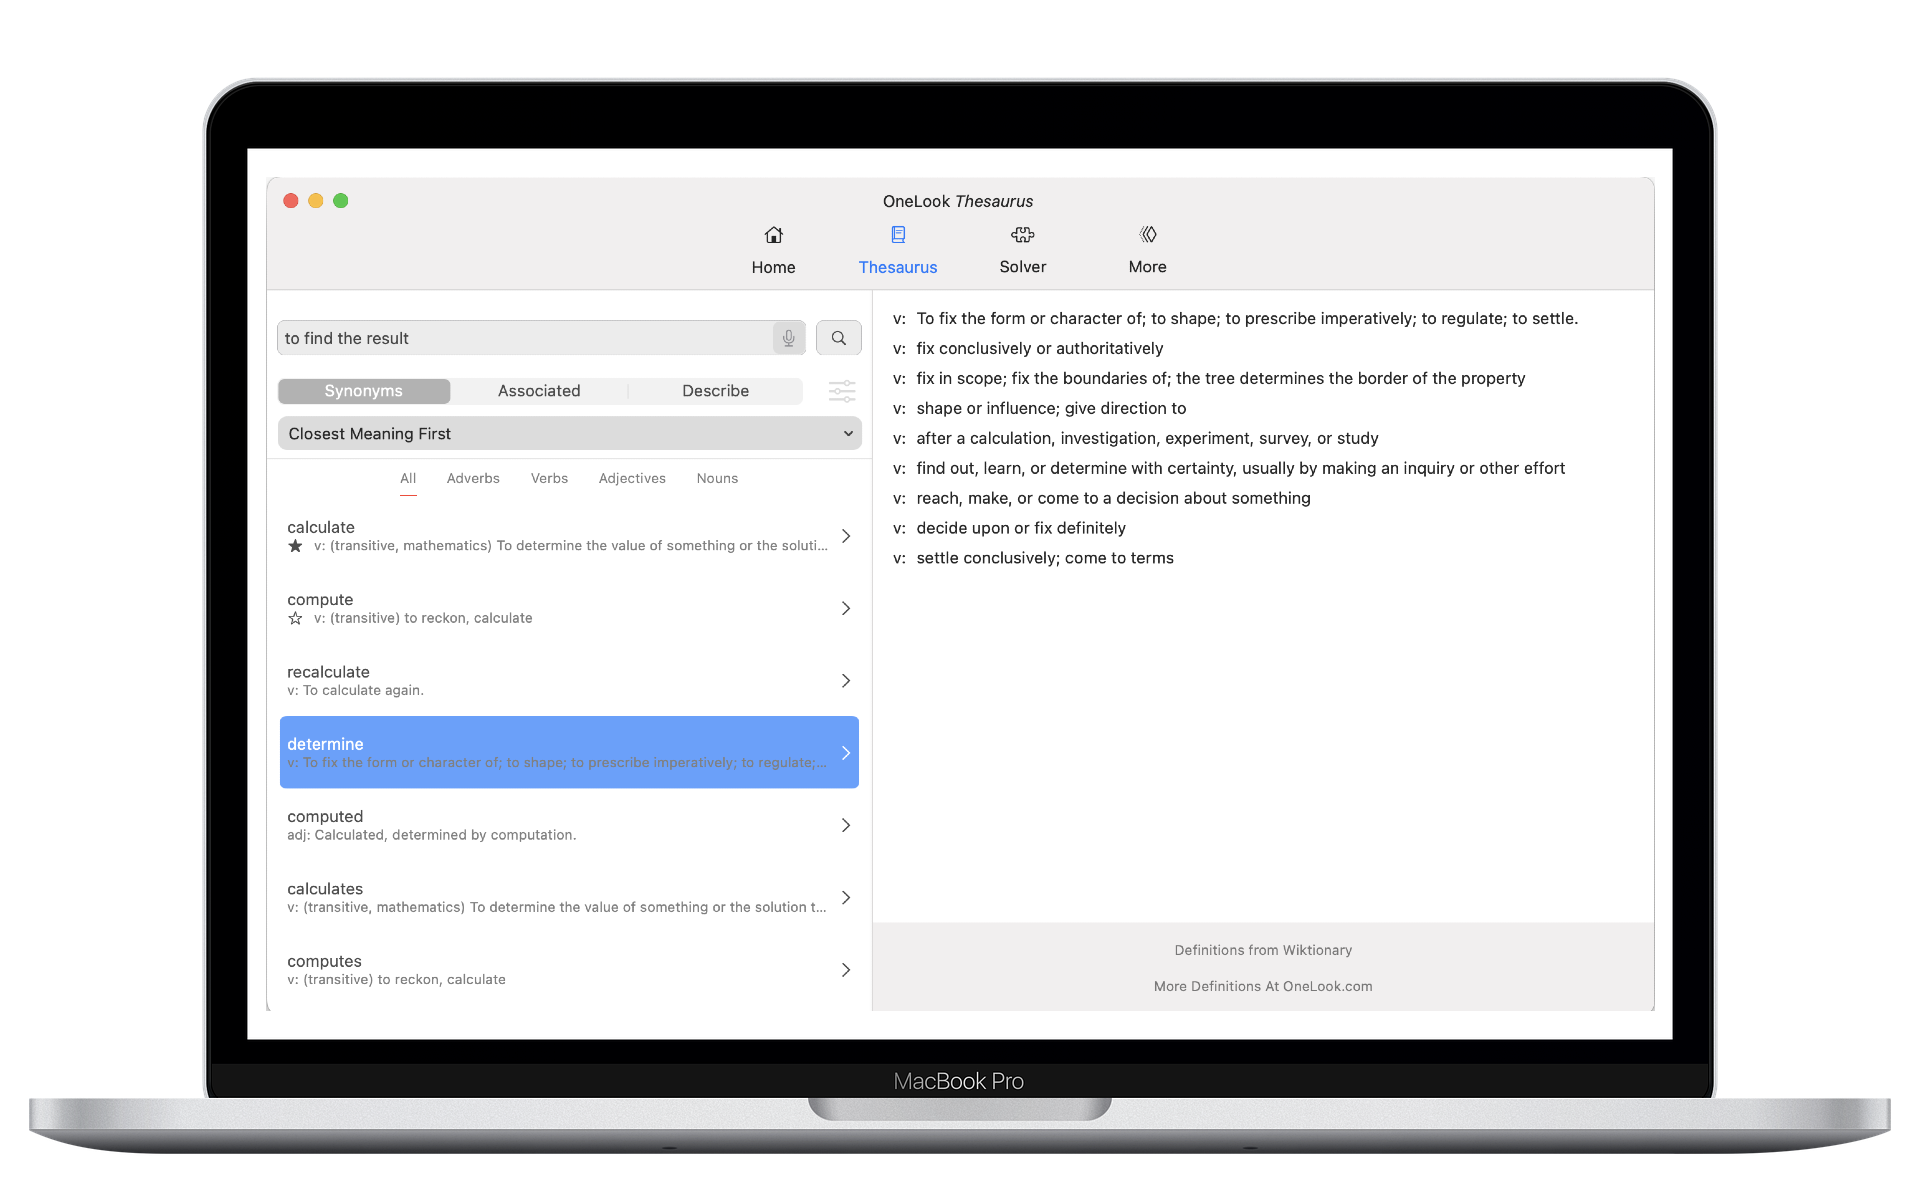 OneLook Thesaurus
Home
Thesaurus
Solver
More
to find the result
Synonyms
Associated
Describe
Closest Meaning First
All
Adverbs
Verbs
Adjectives
Nouns
calculate
v: (transitive, mathematics) To determine the value of something or the soluti...
compute
v: (transitive) to reckon, calculate
recalculate
v: To calculate again.
determine
v: To fix the form or character of; to shape; to prescribe imperatively; to regulate;...
computed
adj: Calculated, determined by computation.
calculates
v: (transitive, mathematics) To determine the value of something or the solution t...
computes
v: (transitive) to reckon, calculate
v: To fix the form or character of; to shape; to prescribe imperatively; to regulate; to settle.
v: fix conclusively or authoritatively
v: fix in scope; fix the boundaries of; the tree determines the border of the property
v: shape or influence; give direction to
v: after a calculation, investigation, experiment, survey, or study
v: find out, learn, or determine with certainty, usually by making an inquiry or other effort
v: reach, make, or come to a decision about something
v: decide upon or fix definitely
v: settle conclusively; come to terms
Definitions from Wiktionary
More Definitions At OneLook.com
MacBook Pro